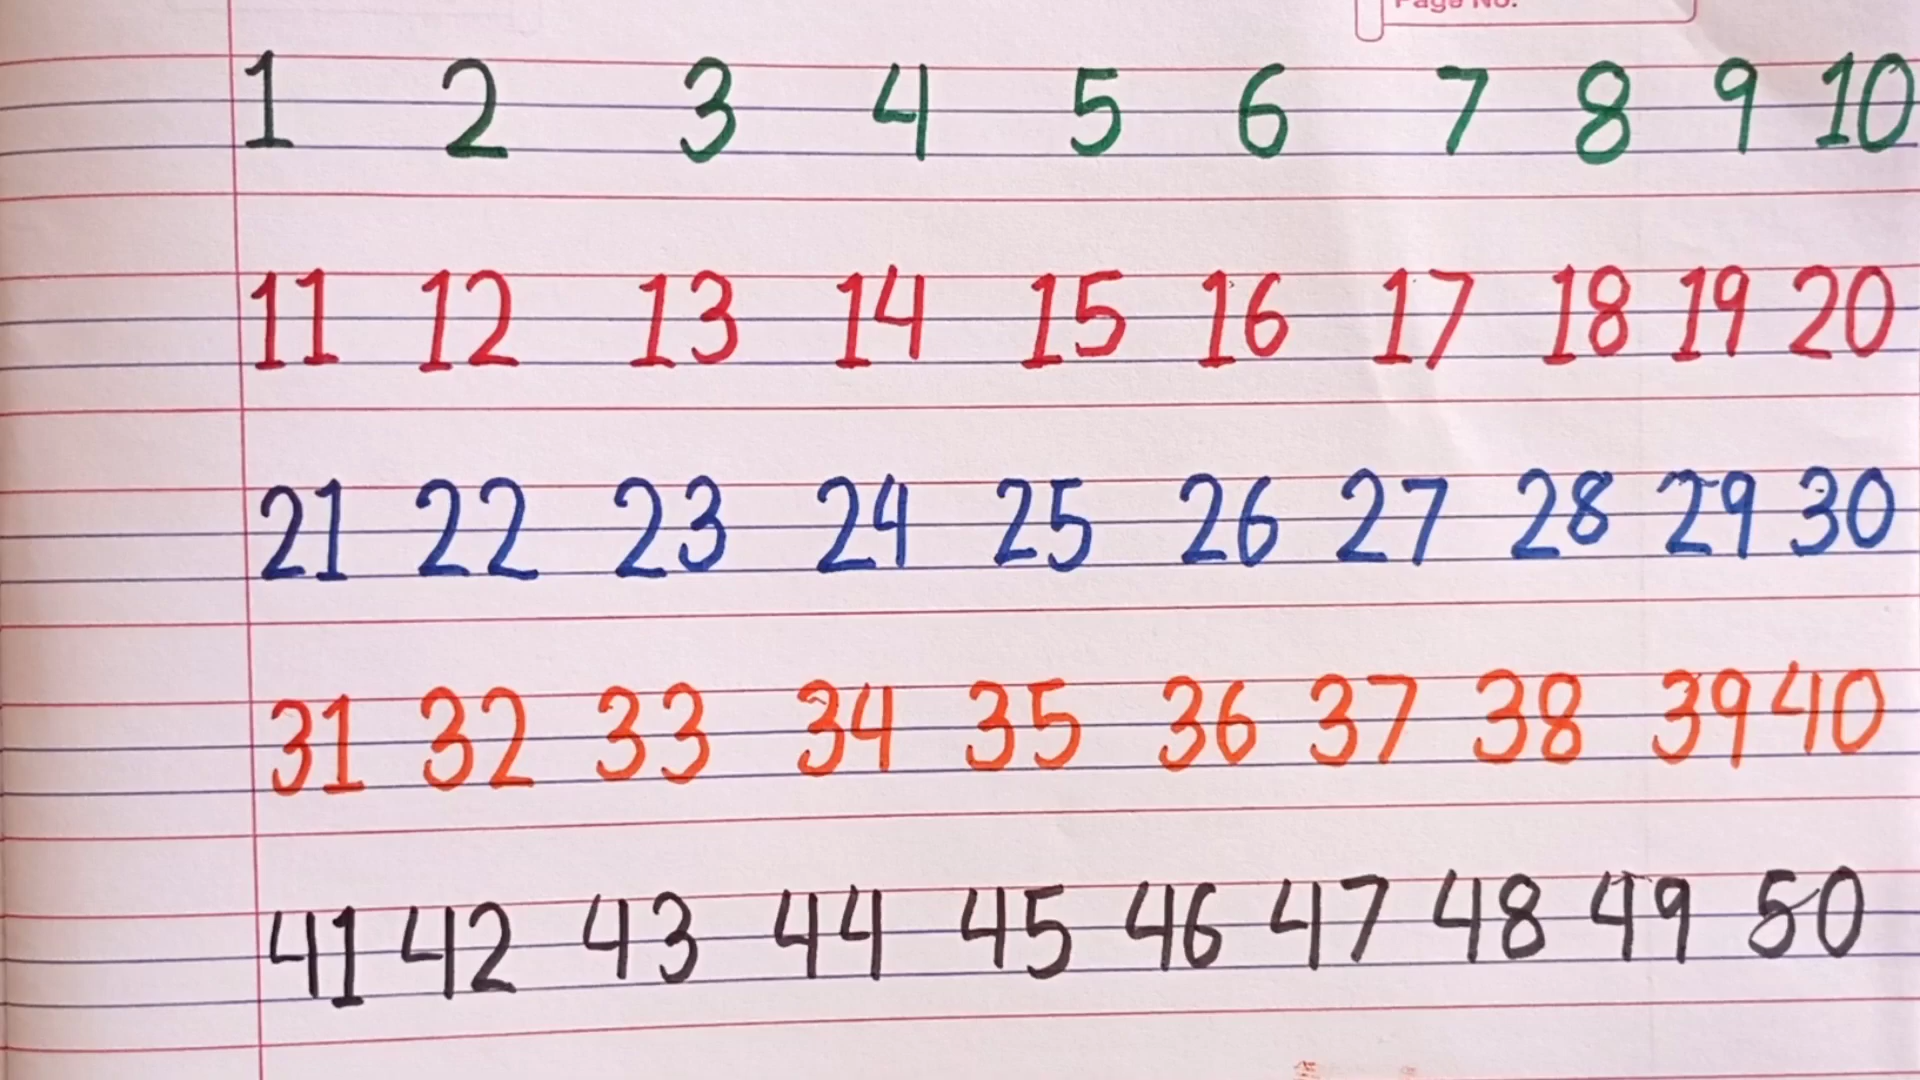 Page No.
1 2 3 4 5 6 7 8 9 10
11 12 13 14 15 16 17 18 19 20
21 22 23 24 25 26 27 28 29 30
31 32 33 34 35 36 37 38 39 40
41 42 43 44 45 46 47 48 49 50